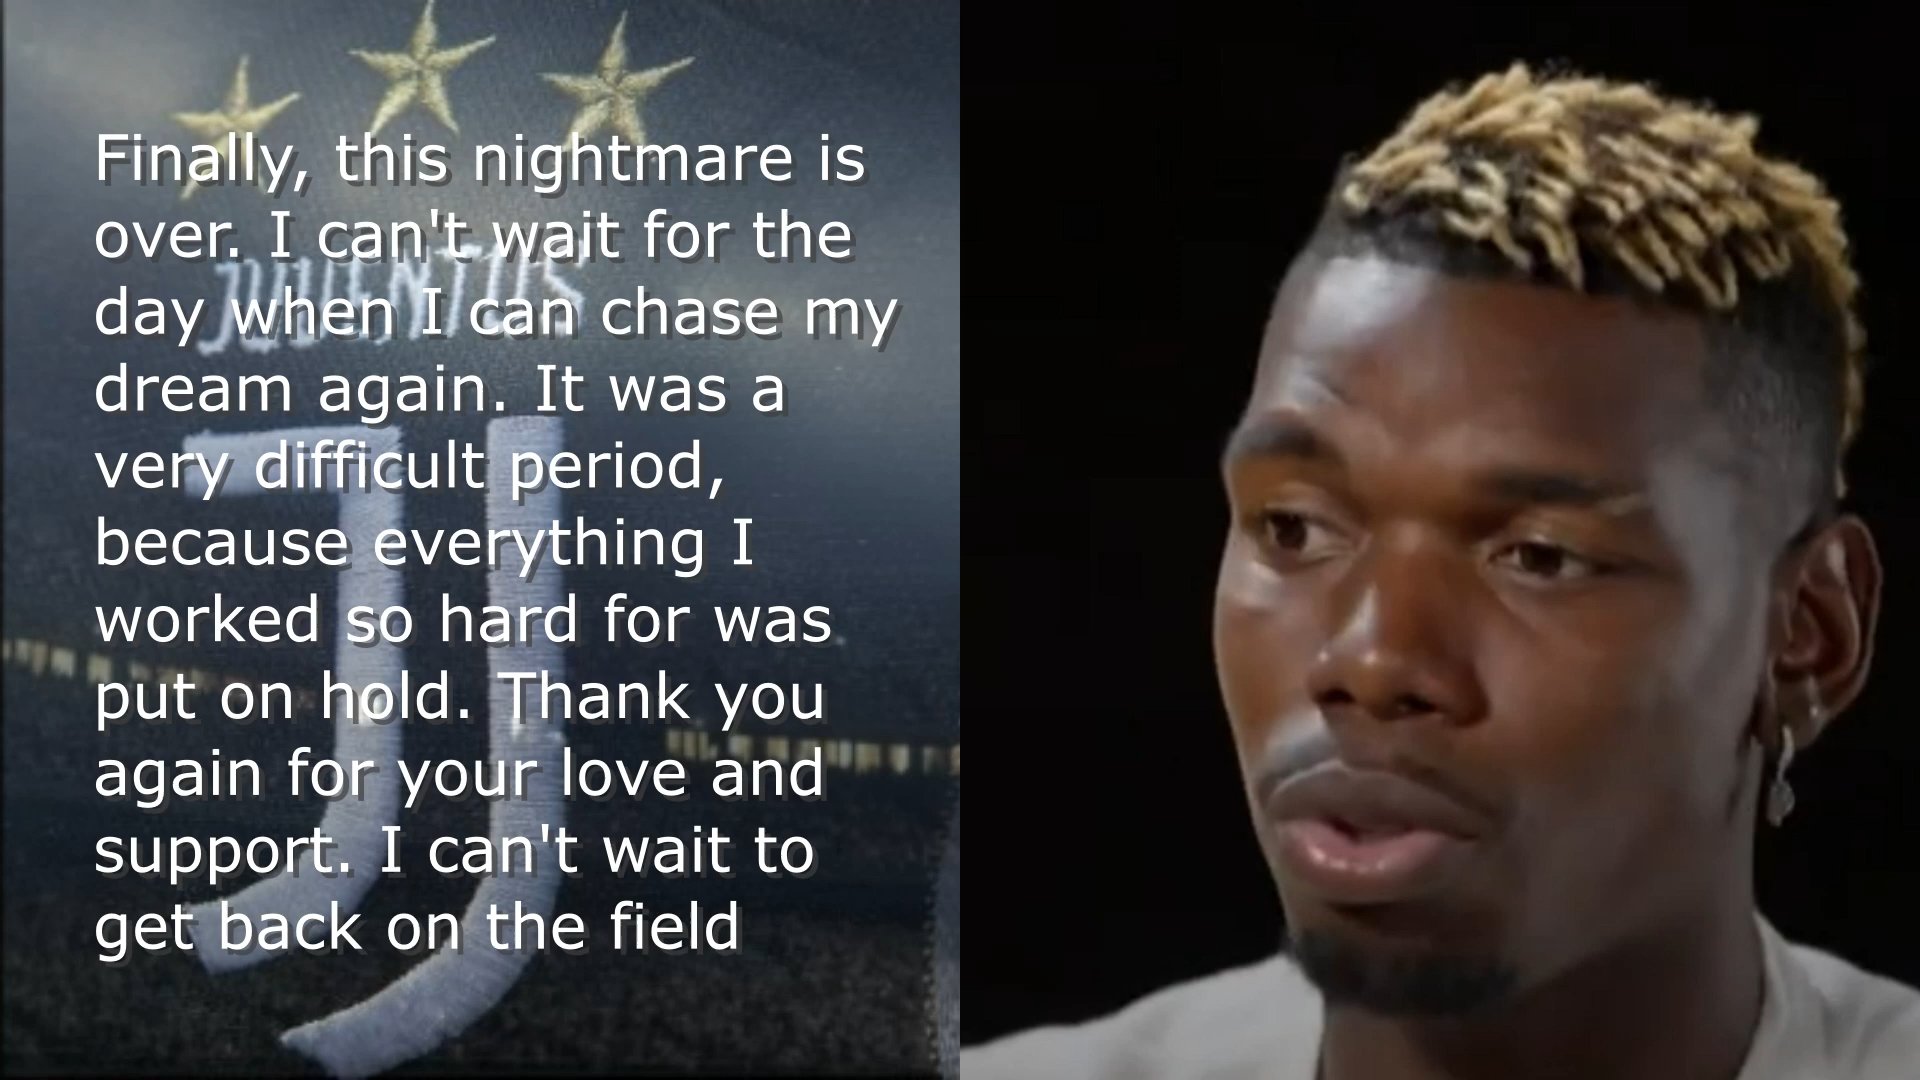 Finally, this nightmare is
over. I can't wait for the
JUVENTUS
day when I can chase my
dream again. It was a
very difficult period,
because everything I
worked so hard for was
put on hold. Thank you
again for your love and
support. I can't wait to
get back on the field